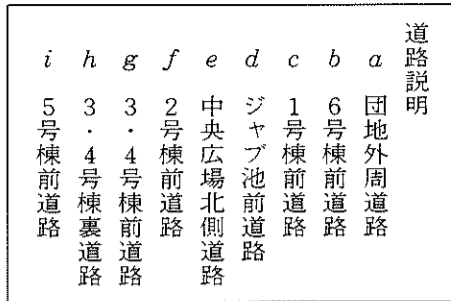 道路説明
a 団地外周道路
b 6号棟前道路
c 1号棟前道路
d ジャブ池前道路
e 中央広場北側道路
f 2号棟前道路
g 3・4号棟前道路
h 3・4号棟裏道路
i 5号棟前道路